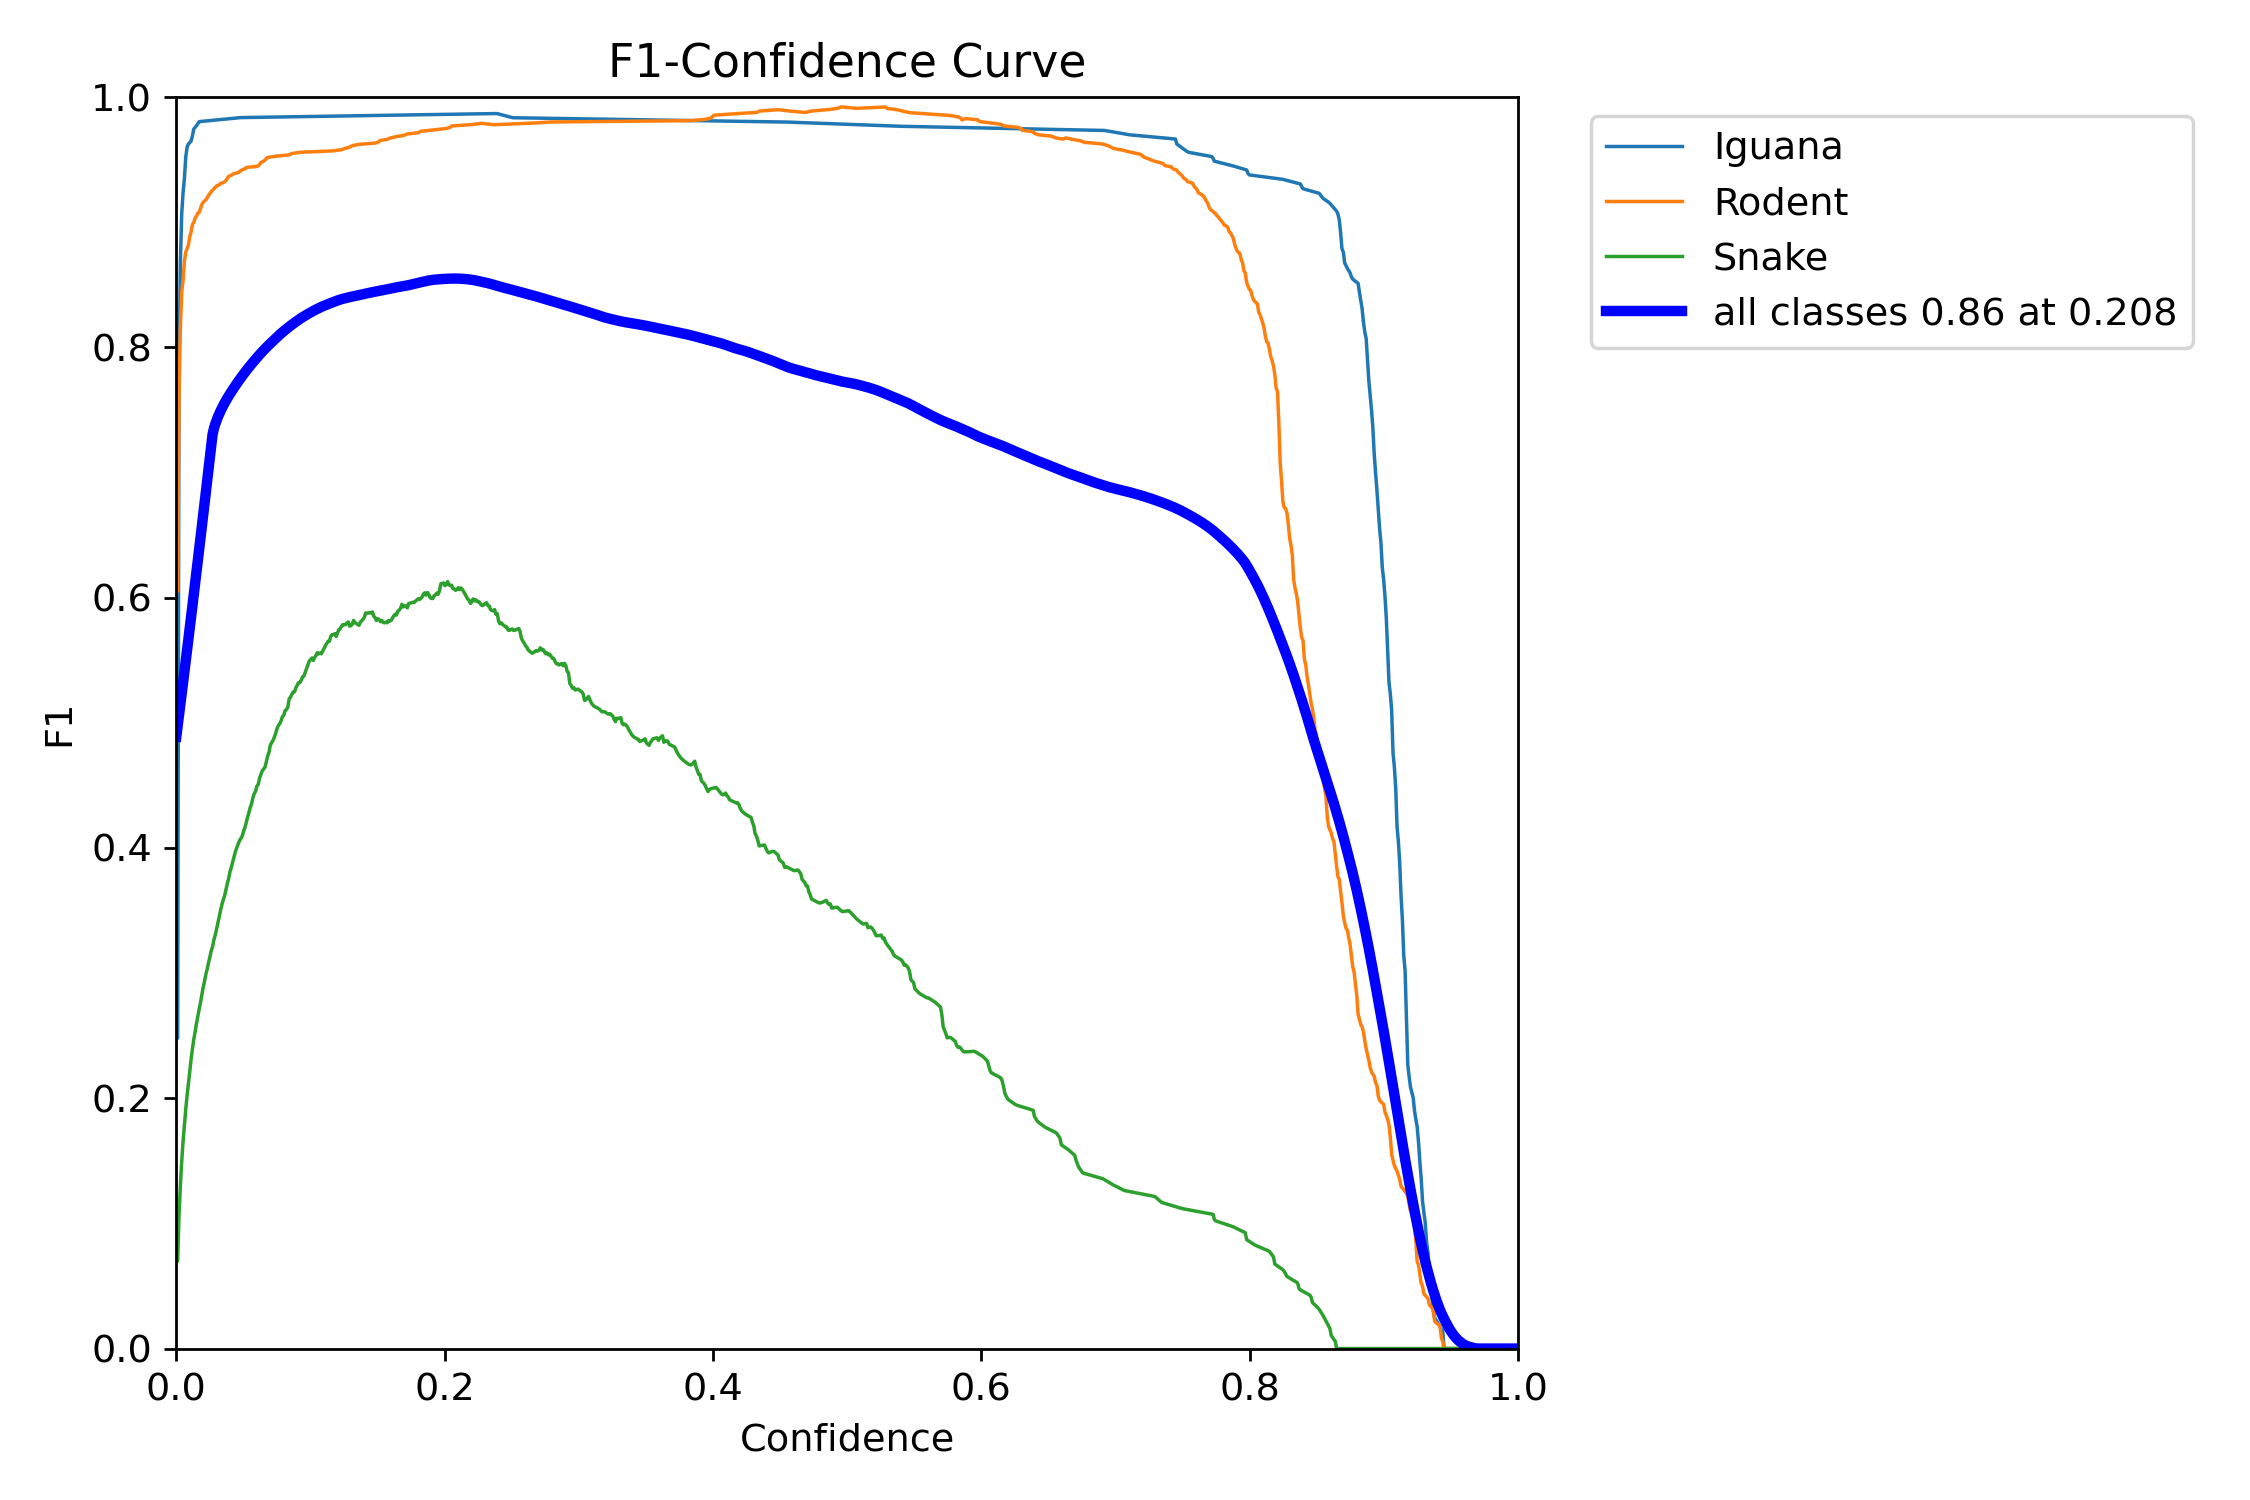 F1-Confidence Curve
1.0
0.8
0.6
0.4
0.2
0.0
F1
0.0 0.2 0.4 0.6 0.8 1.0
Confidence
Iguana
Rodent
Snake
all classes 0.86 at 0.208